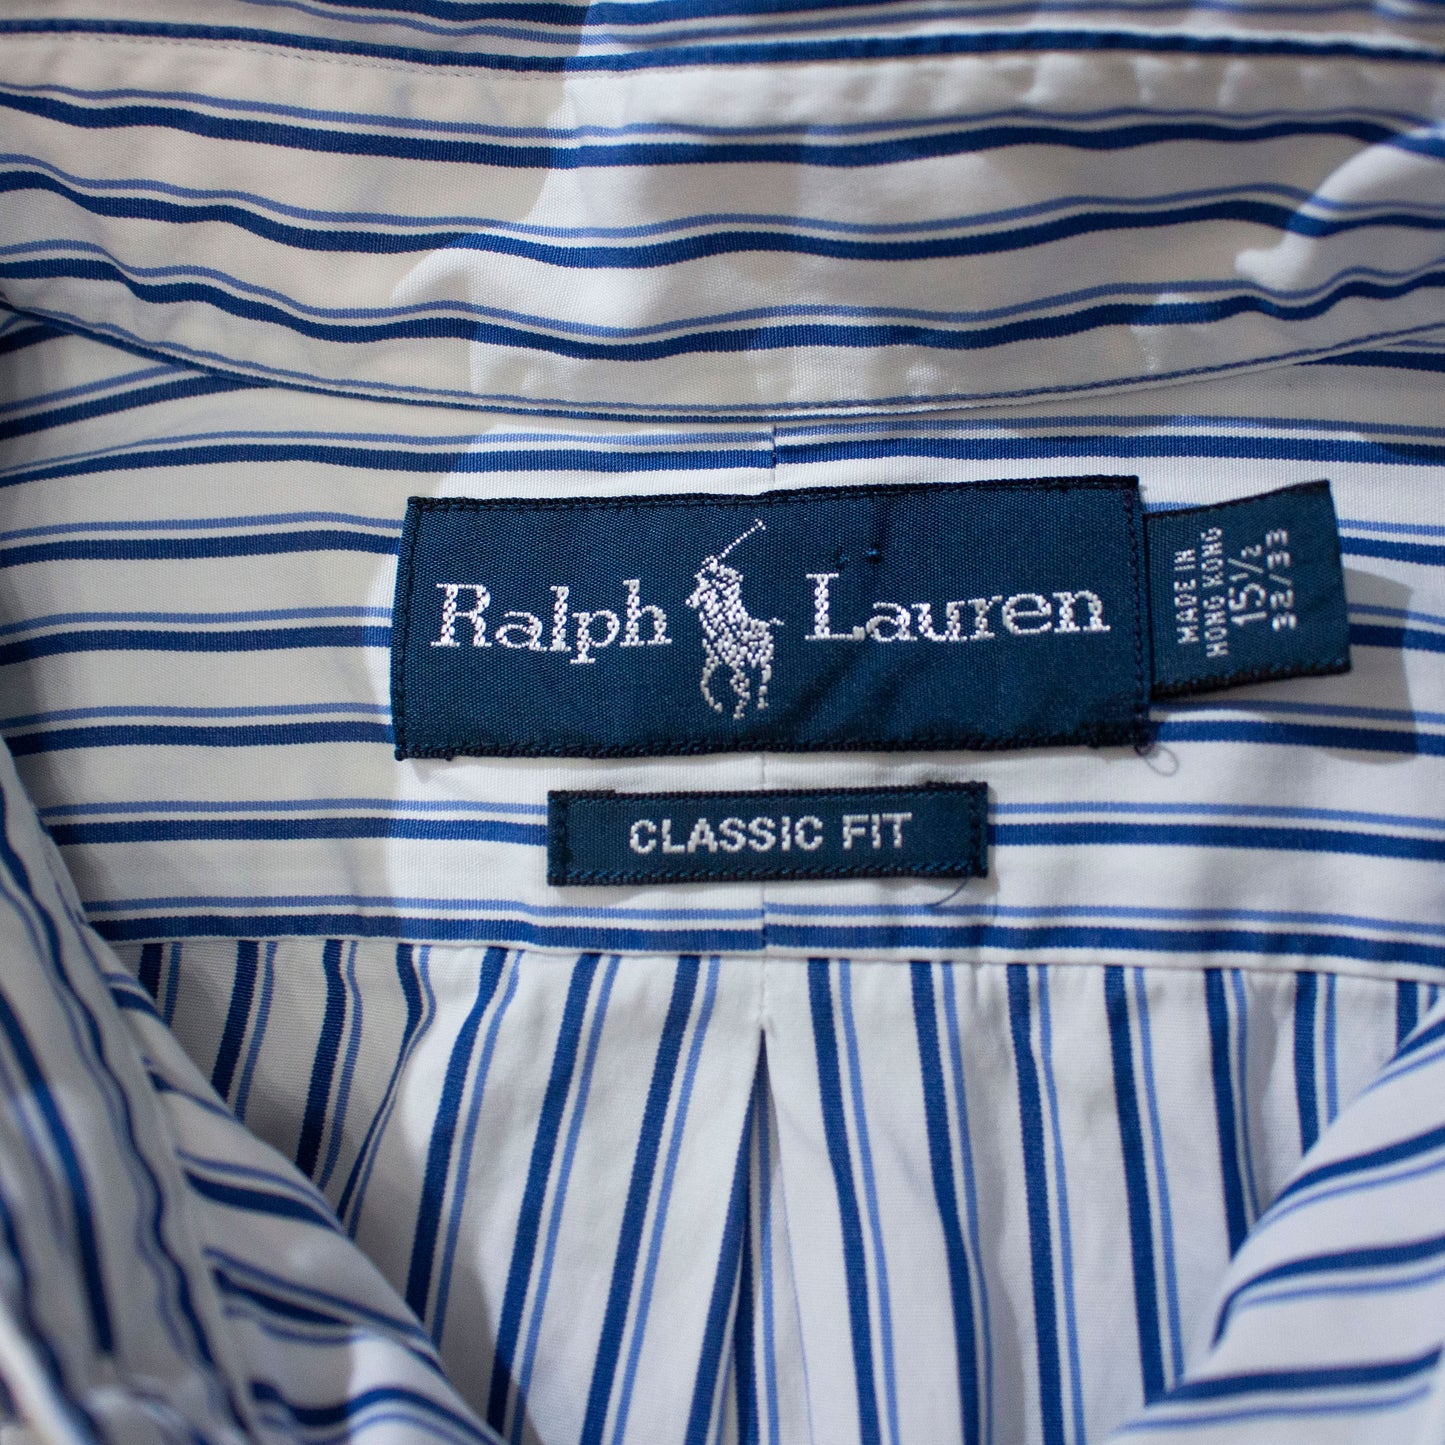 Ralph Lauren
MADE IN
HONG KONG
15½
32/33
CLASSIC FIT